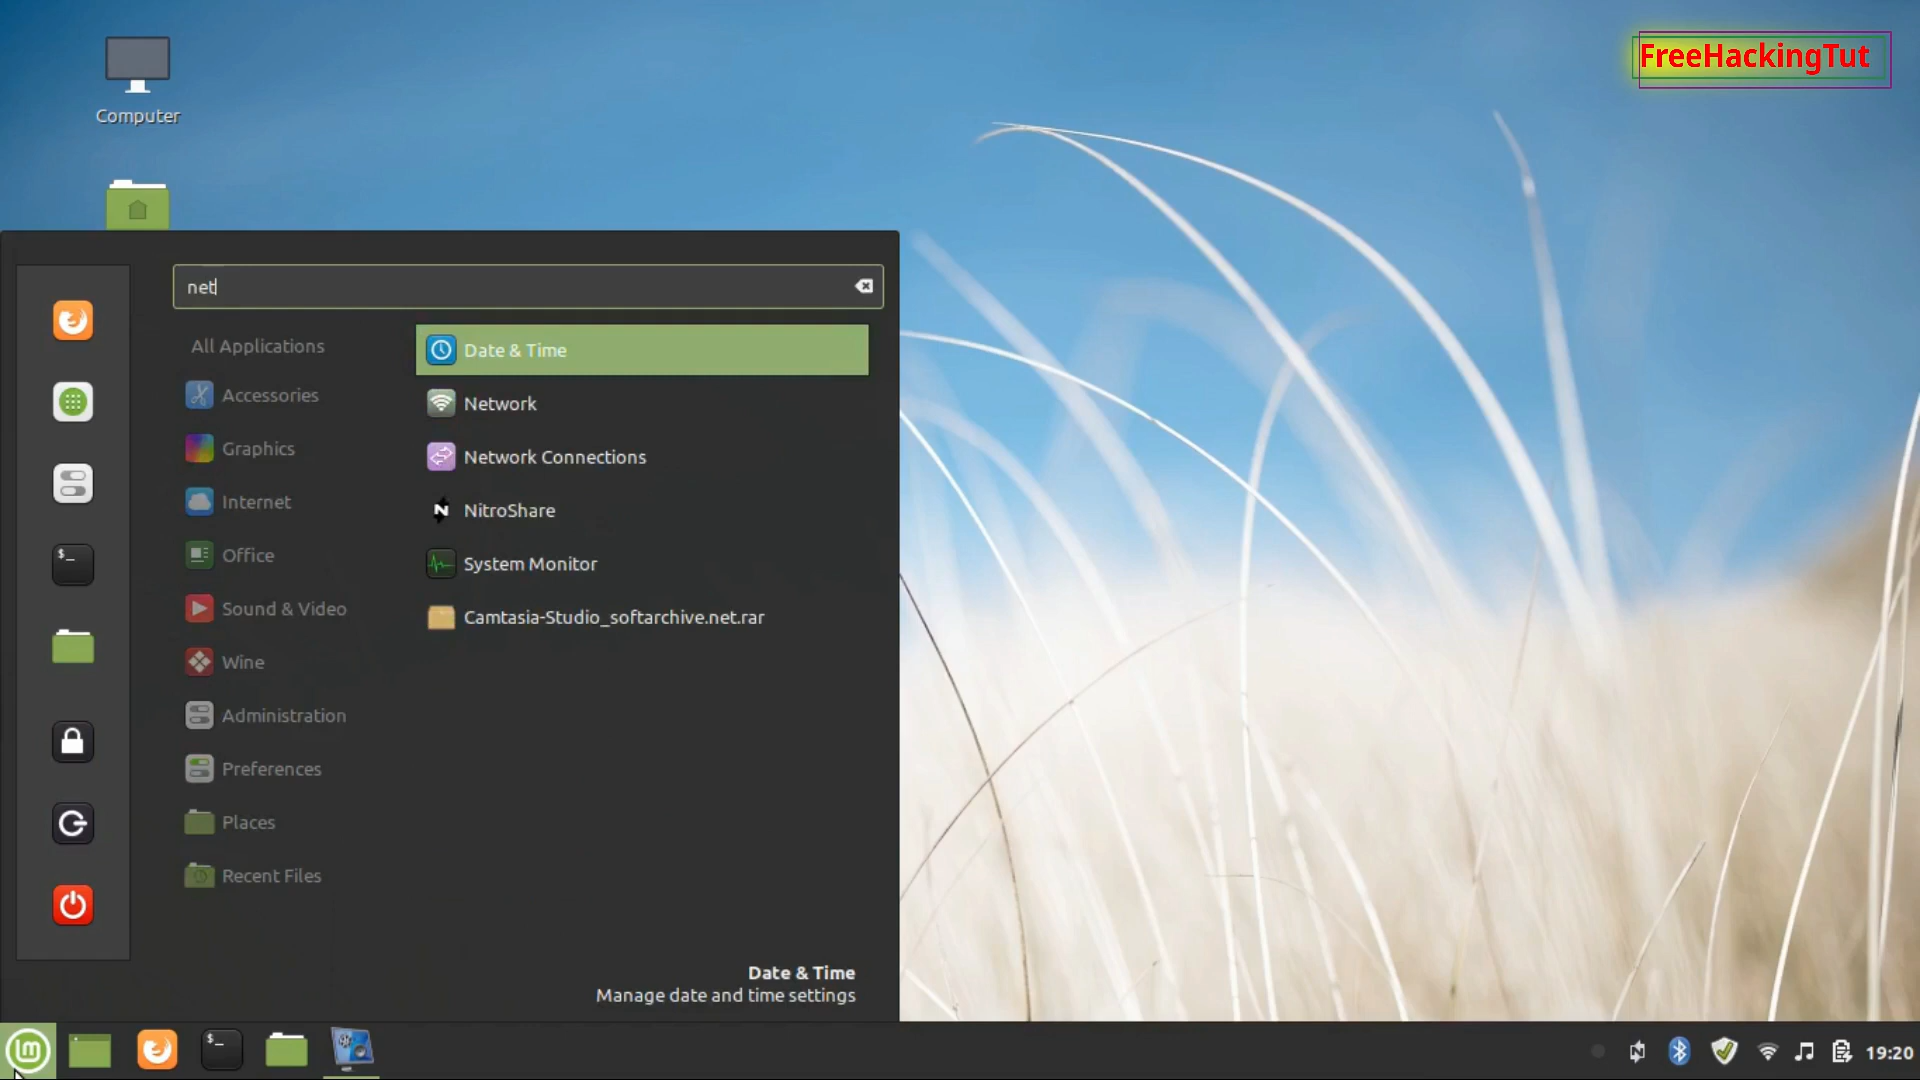 FreeHackingTut
Computer
net
All Applications
Accessories
Graphics
Internet
Office
Sound & Video
Wine
Administration
Preferences
Places
Recent Files
Date & Time
Network
Network Connections
NitroShare
System Monitor
Camtasia-Studio_softarchive.net.rar
Date & Time
Manage date and time settings
19:20